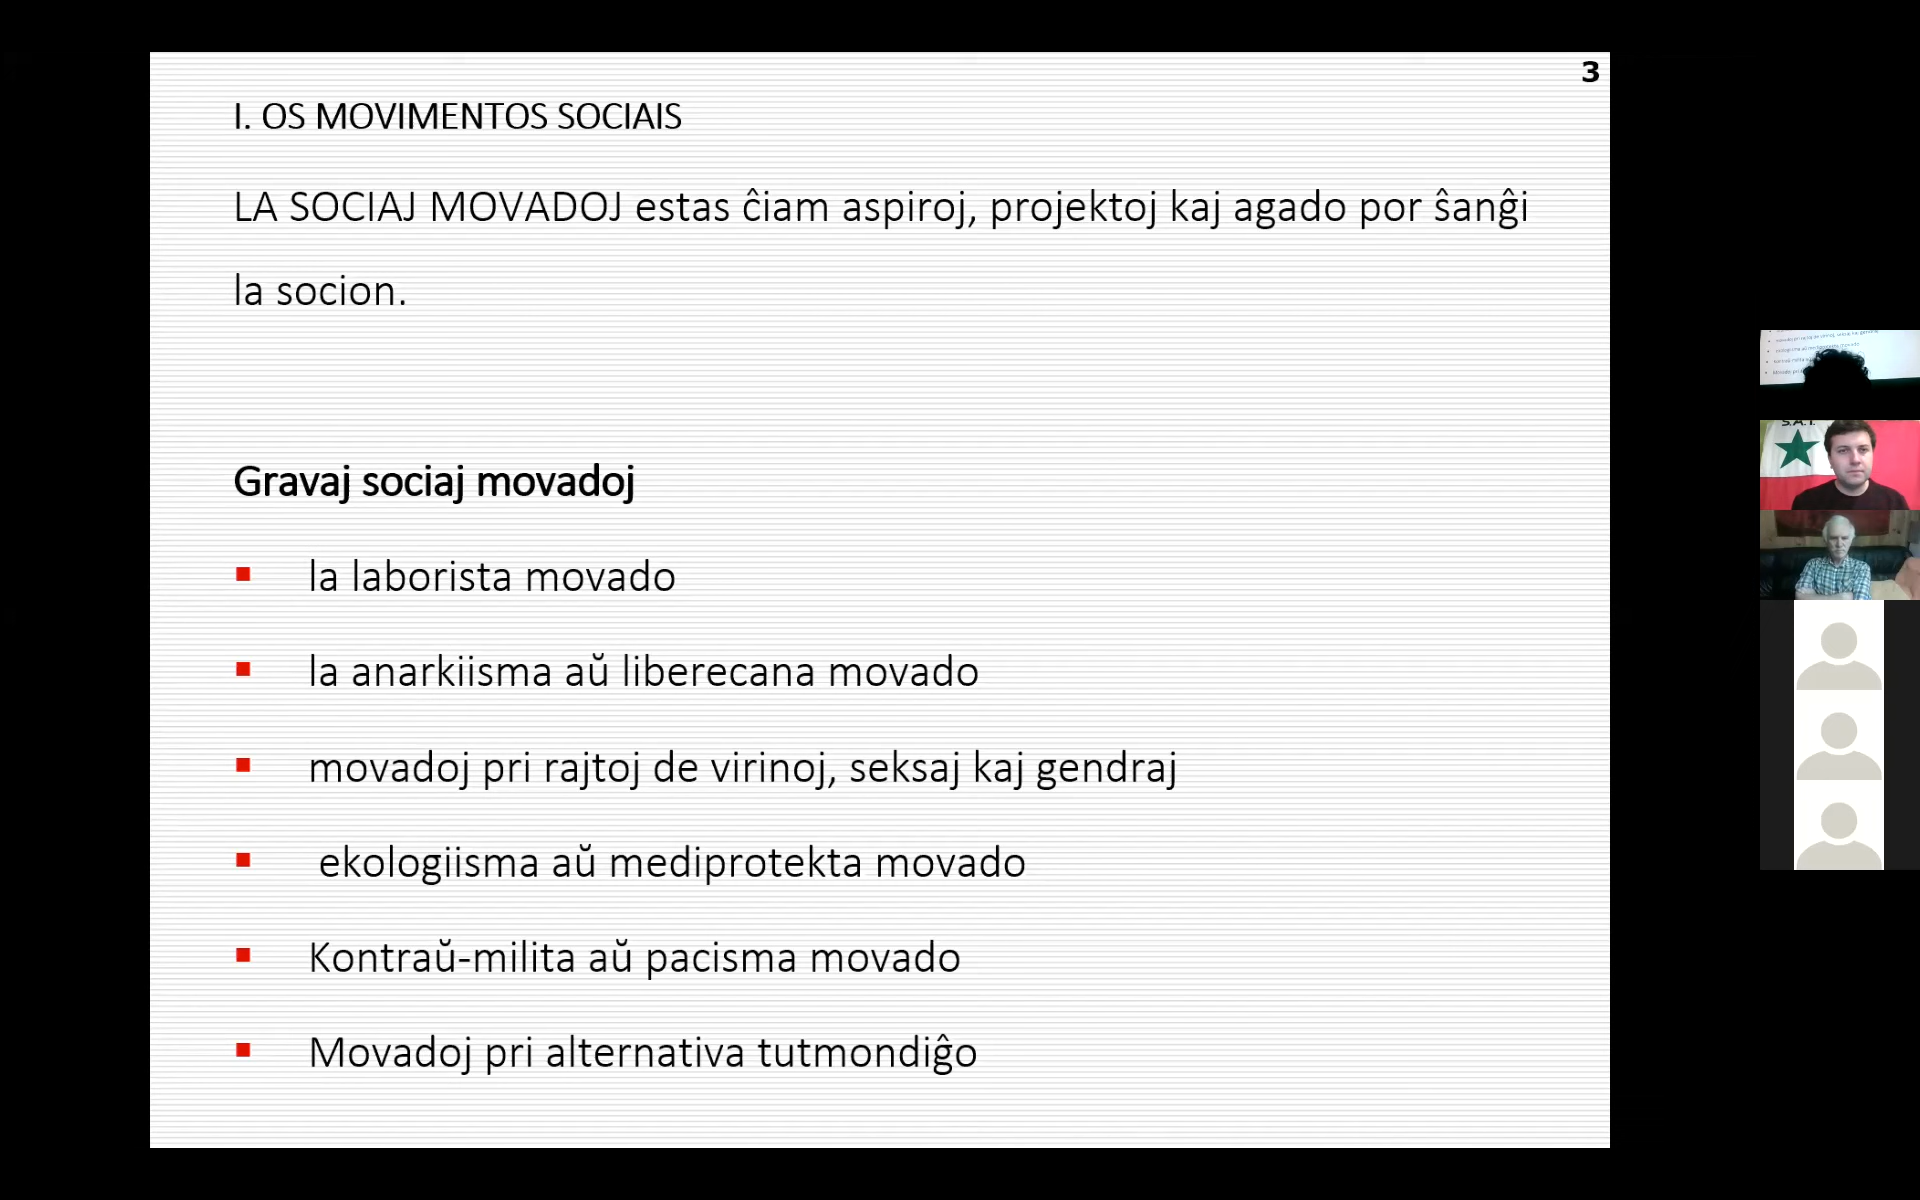 3
I. OS MOVIMENTOS SOCIAIS
LA SOCIAJ MOVADOJ estas ĉiam aspiroj, projektoj kaj agado por ŝanĝi
la socion.
Gravaj sociaj movadoj
la laborista movado
la anarkiisma aŭ liberecana movado
movadoj pri rajtoj de virinoj, seksaj kaj gendraj
ekologiisma aŭ mediprotekta movado
Kontraŭ-milita aŭ pacisma movado
Movadoj pri alternativa tutmondiĝo
S.A.T.